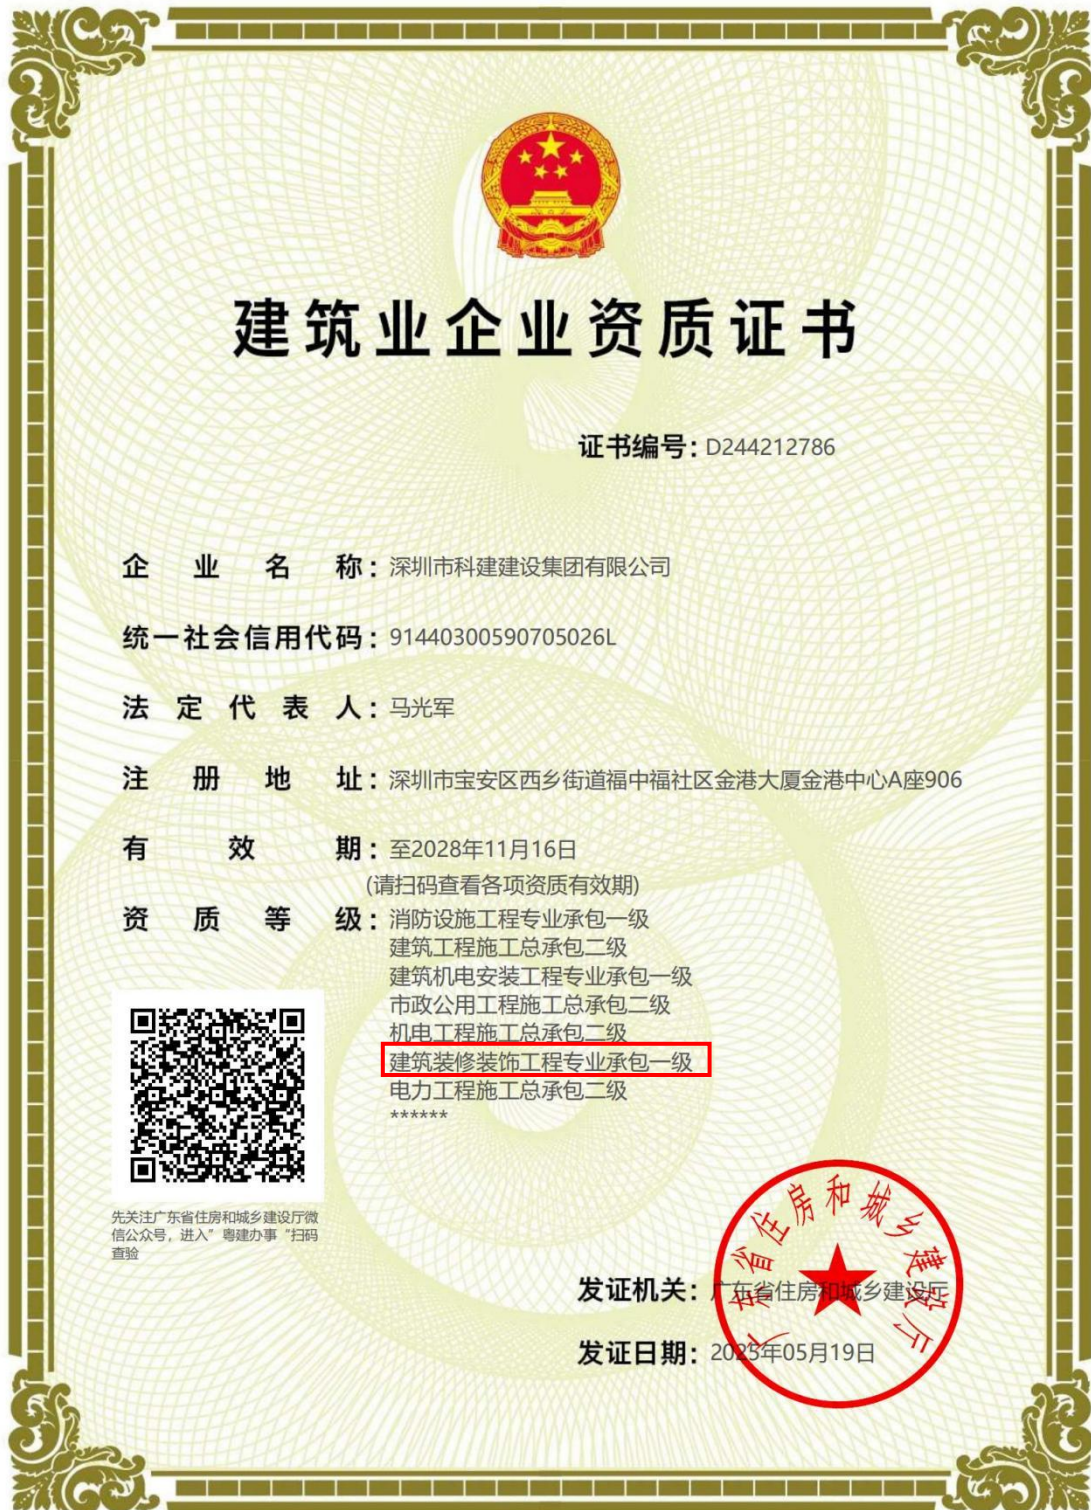 建筑业企业资质证书
证书编号：D244212786
企业名称：深圳市科建建设集团有限公司
统一社会信用代码：91440300590705026L
法定代表人：马光军
注册地址：深圳市宝安区西乡街道福中福社区金港大厦金港中心A座906
有效期：至2028年11月16日
(请扫码查看各项资质有效期)
资质等级：消防设施工程专业承包一级
建筑工程施工总承包二级
建筑机电安装工程专业承包一级
市政公用工程施工总承包二级
机电工程施工总承包二级
建筑装修装饰工程专业承包一级
电力工程施工总承包二级
******
先关注广东省住房和城乡建设厅微
信公众号，进入”粤建办事“扫码
查验
广东省住房和城乡建设厅
发证机关：广东省住房和城乡建设厅
发证日期：2025年05月19日